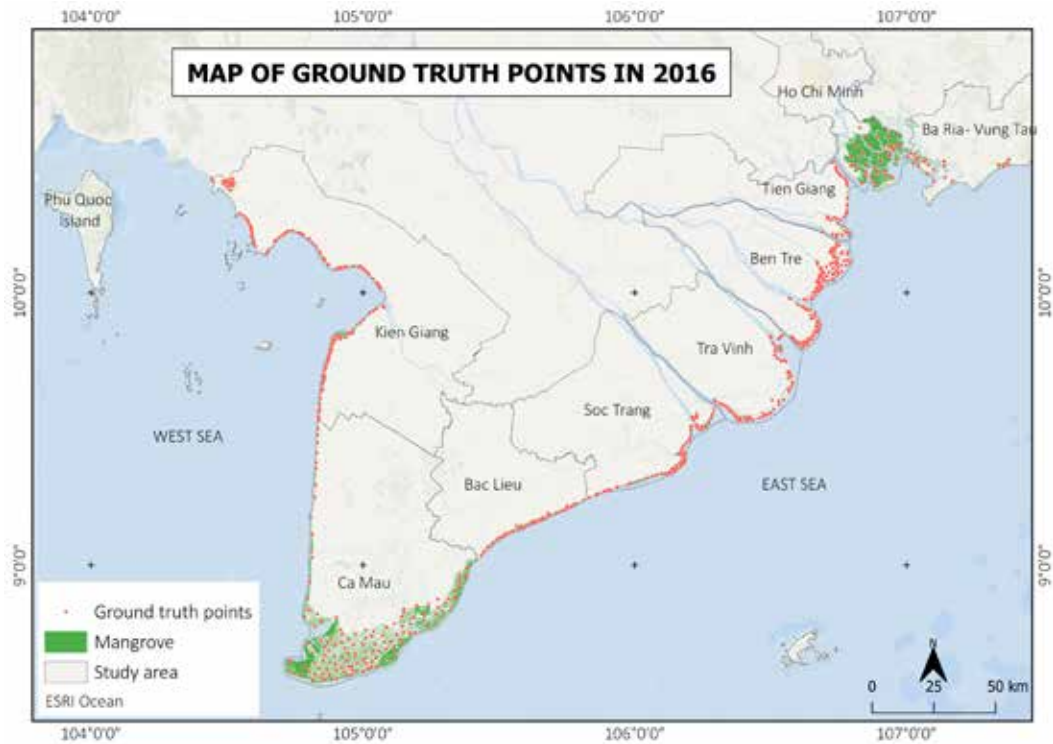 104°0'0"
105°0'0"
106°0'0"
107°0'0"
MAP OF GROUND TRUTH POINTS IN 2016
Ho Chi Minh
Ba Ria- Vung Tau
Tien Giang
Phu Quoc
Island
Ben Tre
10°0'0"
10°0'0"
Kien Giang
Tra Vinh
Soc Trang
WEST SEA
Bac Lieu
EAST SEA
9°0'0"
9°0'0"
Ca Mau
Ground truth points
Mangrove
Study area
ESRI Ocean
N
0 25 50 km
104°0'0"
105°0'0"
106°0'0"
107°0'0"